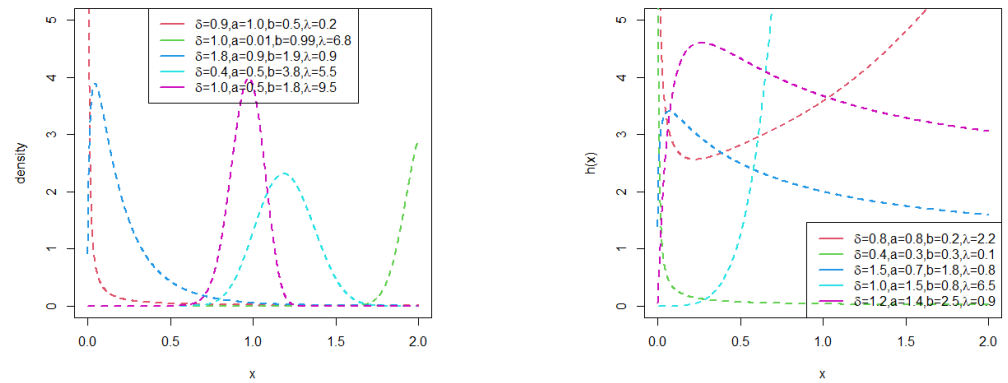 δ=0.9,a=1.0,b=0.5,λ=0.2
δ=1.0,a=0.01,b=0.99,λ=6.8
δ=1.8,a=0.9,b=1.9,λ=0.9
δ=0.4,a=0.5,b=3.8,λ=5.5
δ=1.0,a=0.5,b=1.8,λ=9.5
density
5
4
3
2
1
0
0.0 0.5 1.0 1.5 2.0
x
h(x)
5
4
3
2
1
0
δ=0.8,a=0.8,b=0.2,λ=2.2
δ=0.4,a=0.3,b=0.3,λ=0.1
δ=1.5,a=0.7,b=1.8,λ=0.8
δ=1.0,a=1.5,b=0.8,λ=6.5
δ=1.2,a=1.4,b=2.5,λ=0.9
0.0 0.5 1.0 1.5 2.0
x